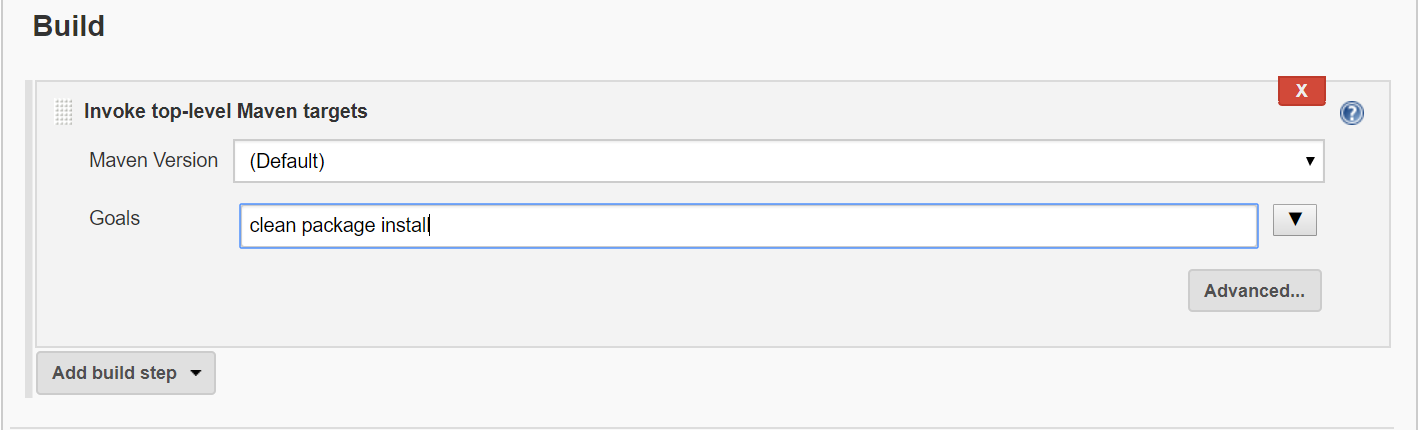 Build
Invoke top-level Maven targets
X
?
Maven Version
(Default)
Goals
clean package install
Advanced...
Add build step